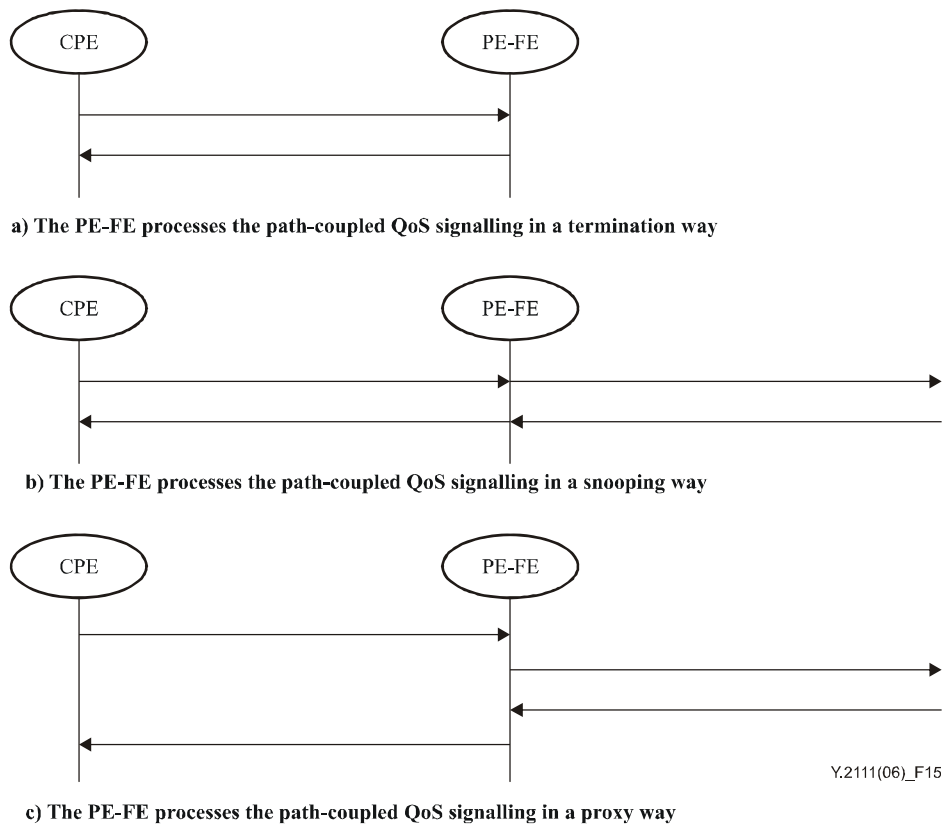 CPE
PE-FE
a) The PE-FE processes the path-coupled QoS signalling in a termination way
CPE
PE-FE
b) The PE-FE processes the path-coupled QoS signalling in a snooping way
CPE
PE-FE
Y.2111(06)_F15
c) The PE-FE processes the path-coupled QoS signalling in a proxy way